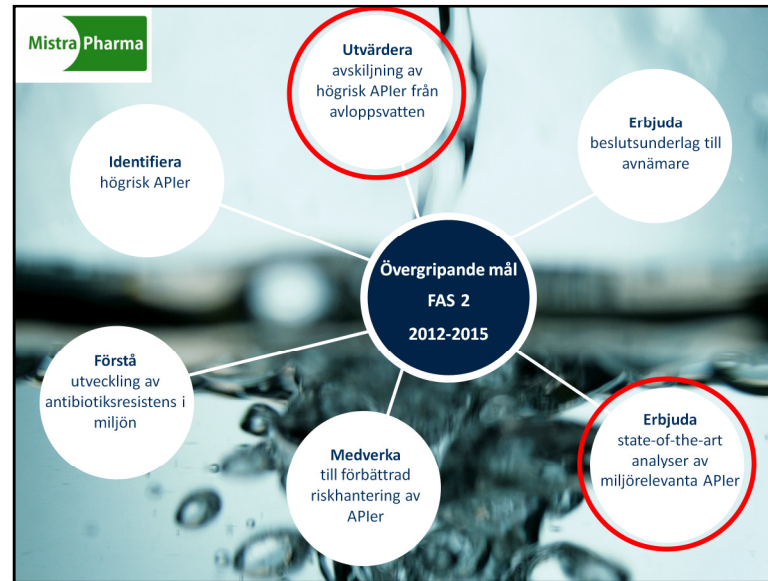 Mistra Pharma
Utvärdera
avskiljning av
högrisk APIer från
avloppsvatten
Erbjuda
beslutsunderlag till
avnämare
Identifiera
högrisk APIer
Övergripande mål
FAS 2
2012-2015
Förstå
utveckling av
antibiotiksresistens i
miljön
Medverka
till förbättrad
riskhantering av
APIer
Erbjuda
state-of-the-art
analyser av
miljörelevanta APIer